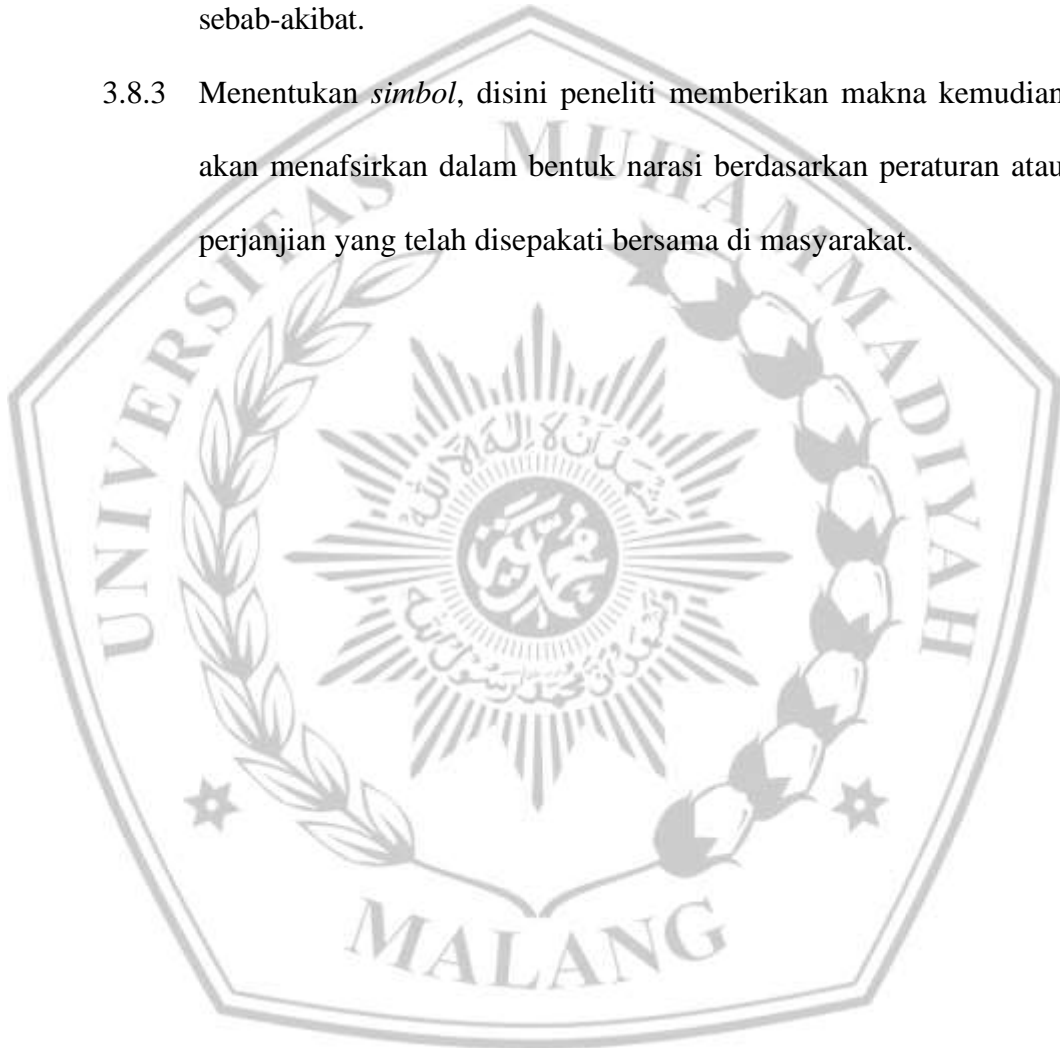 sebab-akibat.
3.8.3 Menentukan simbol, disini peneliti memberikan makna kemudian
akan menafsirkan dalam bentuk narasi berdasarkan peraturan atau
perjanjian yang telah disepakati bersama di masyarakat.
UNIVERSITAS MUHAMMADIYAH
MALANG